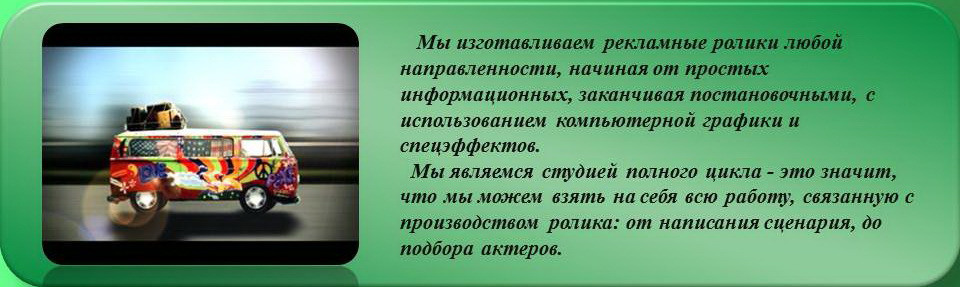 Мы изготавливаем рекламные ролики любой
направленности, начиная от простых
информационных, заканчивая постановочными, с
использованием компьютерной графики и
спецэффектов.
Мы являемся студией полного цикла - это значит,
что мы можем взять на себя всю работу, связанную с
производством ролика: от написания сценария, до
подбора актеров.